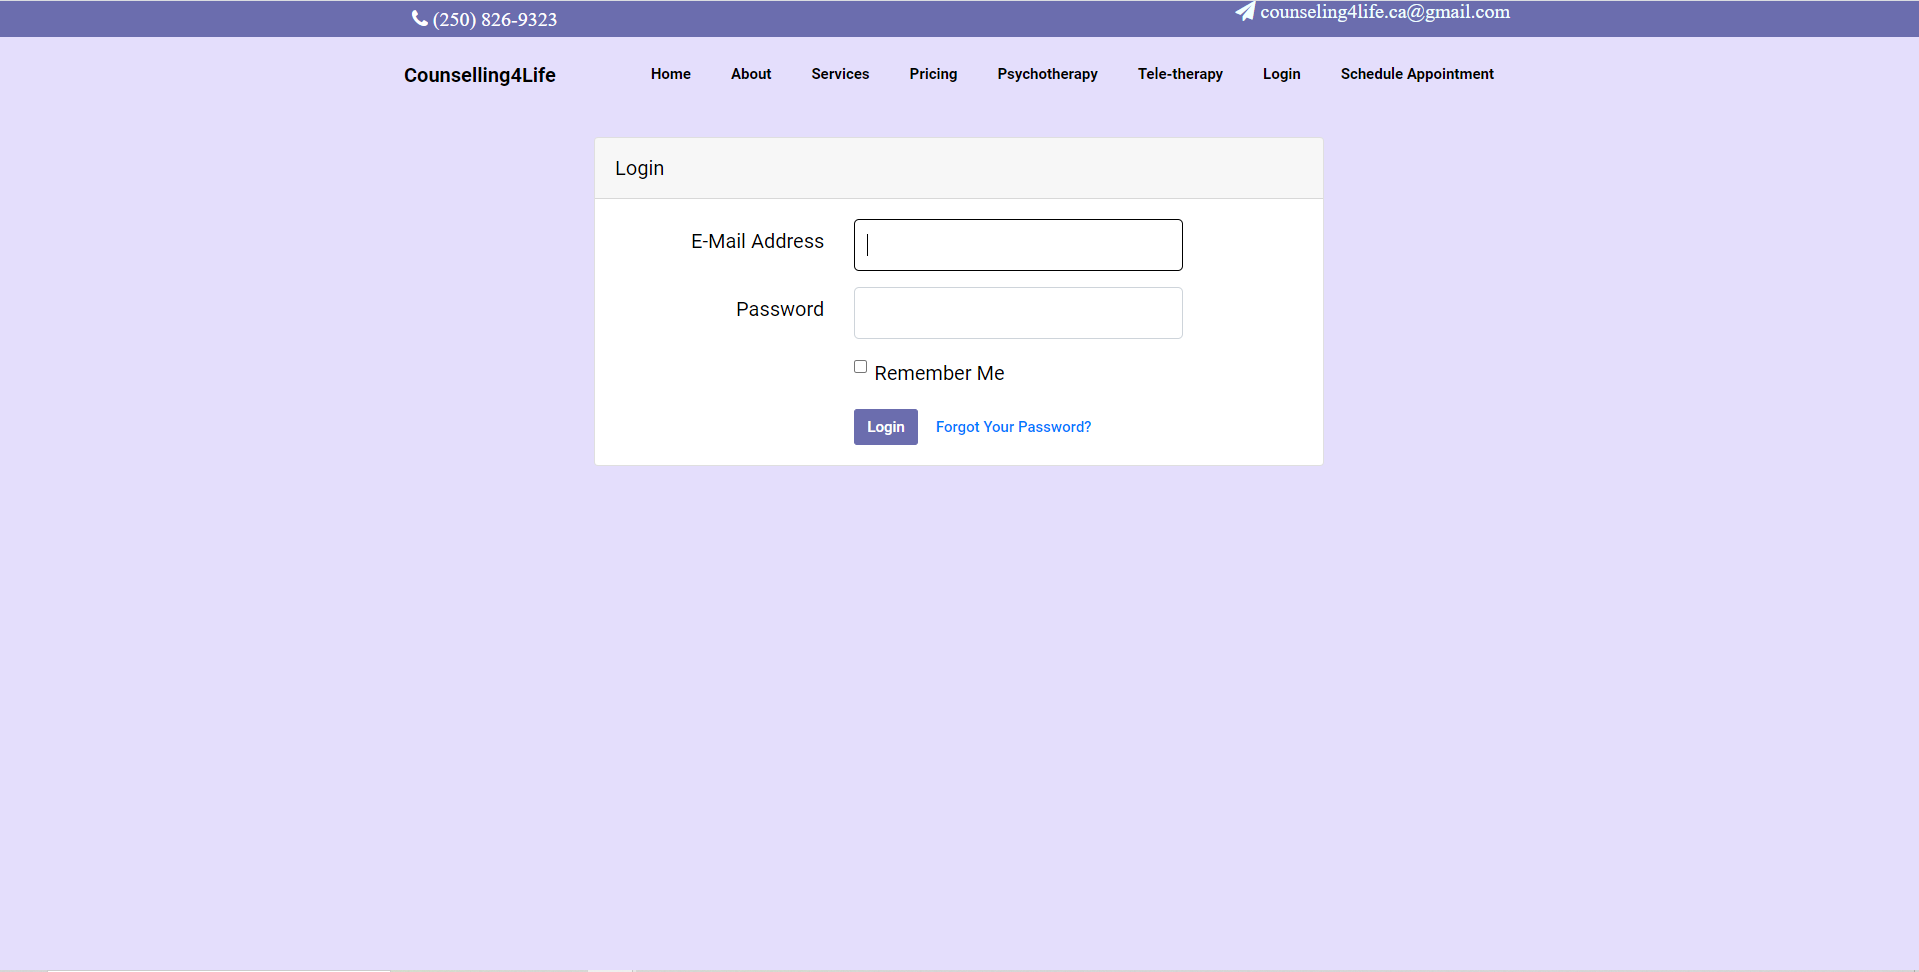 (250) 826-9323
counseling4life.ca@gmail.com
Counselling4Life
Home
About
Services
Pricing
Psychotherapy
Tele-therapy
Login
Schedule Appointment
Login
E-Mail Address
Password
Remember Me
Login
Forgot Your Password?